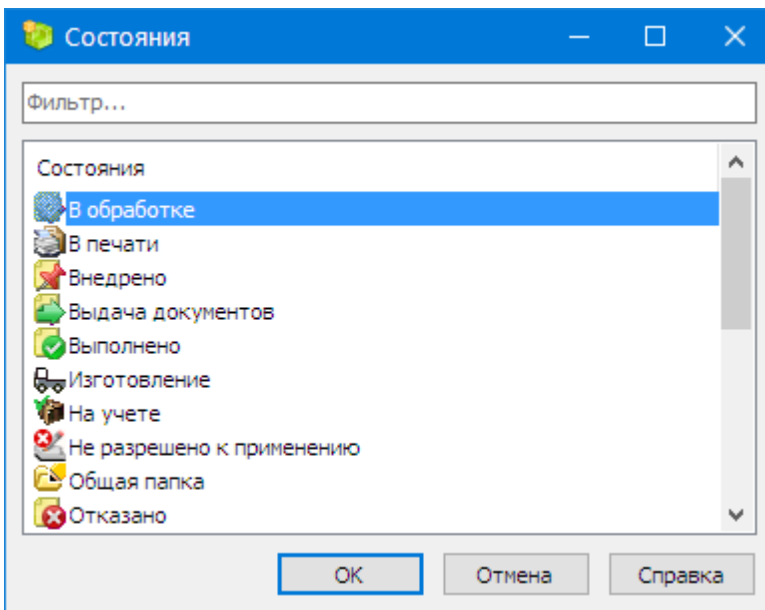 Состояния
Фильтр...
Состояния
В обработке
В печати
Внедрено
Выдача документов
Выполнено
Изготовление
На учете
Не разрешено к применению
Общая папка
Отказано
OK Отмена Справка